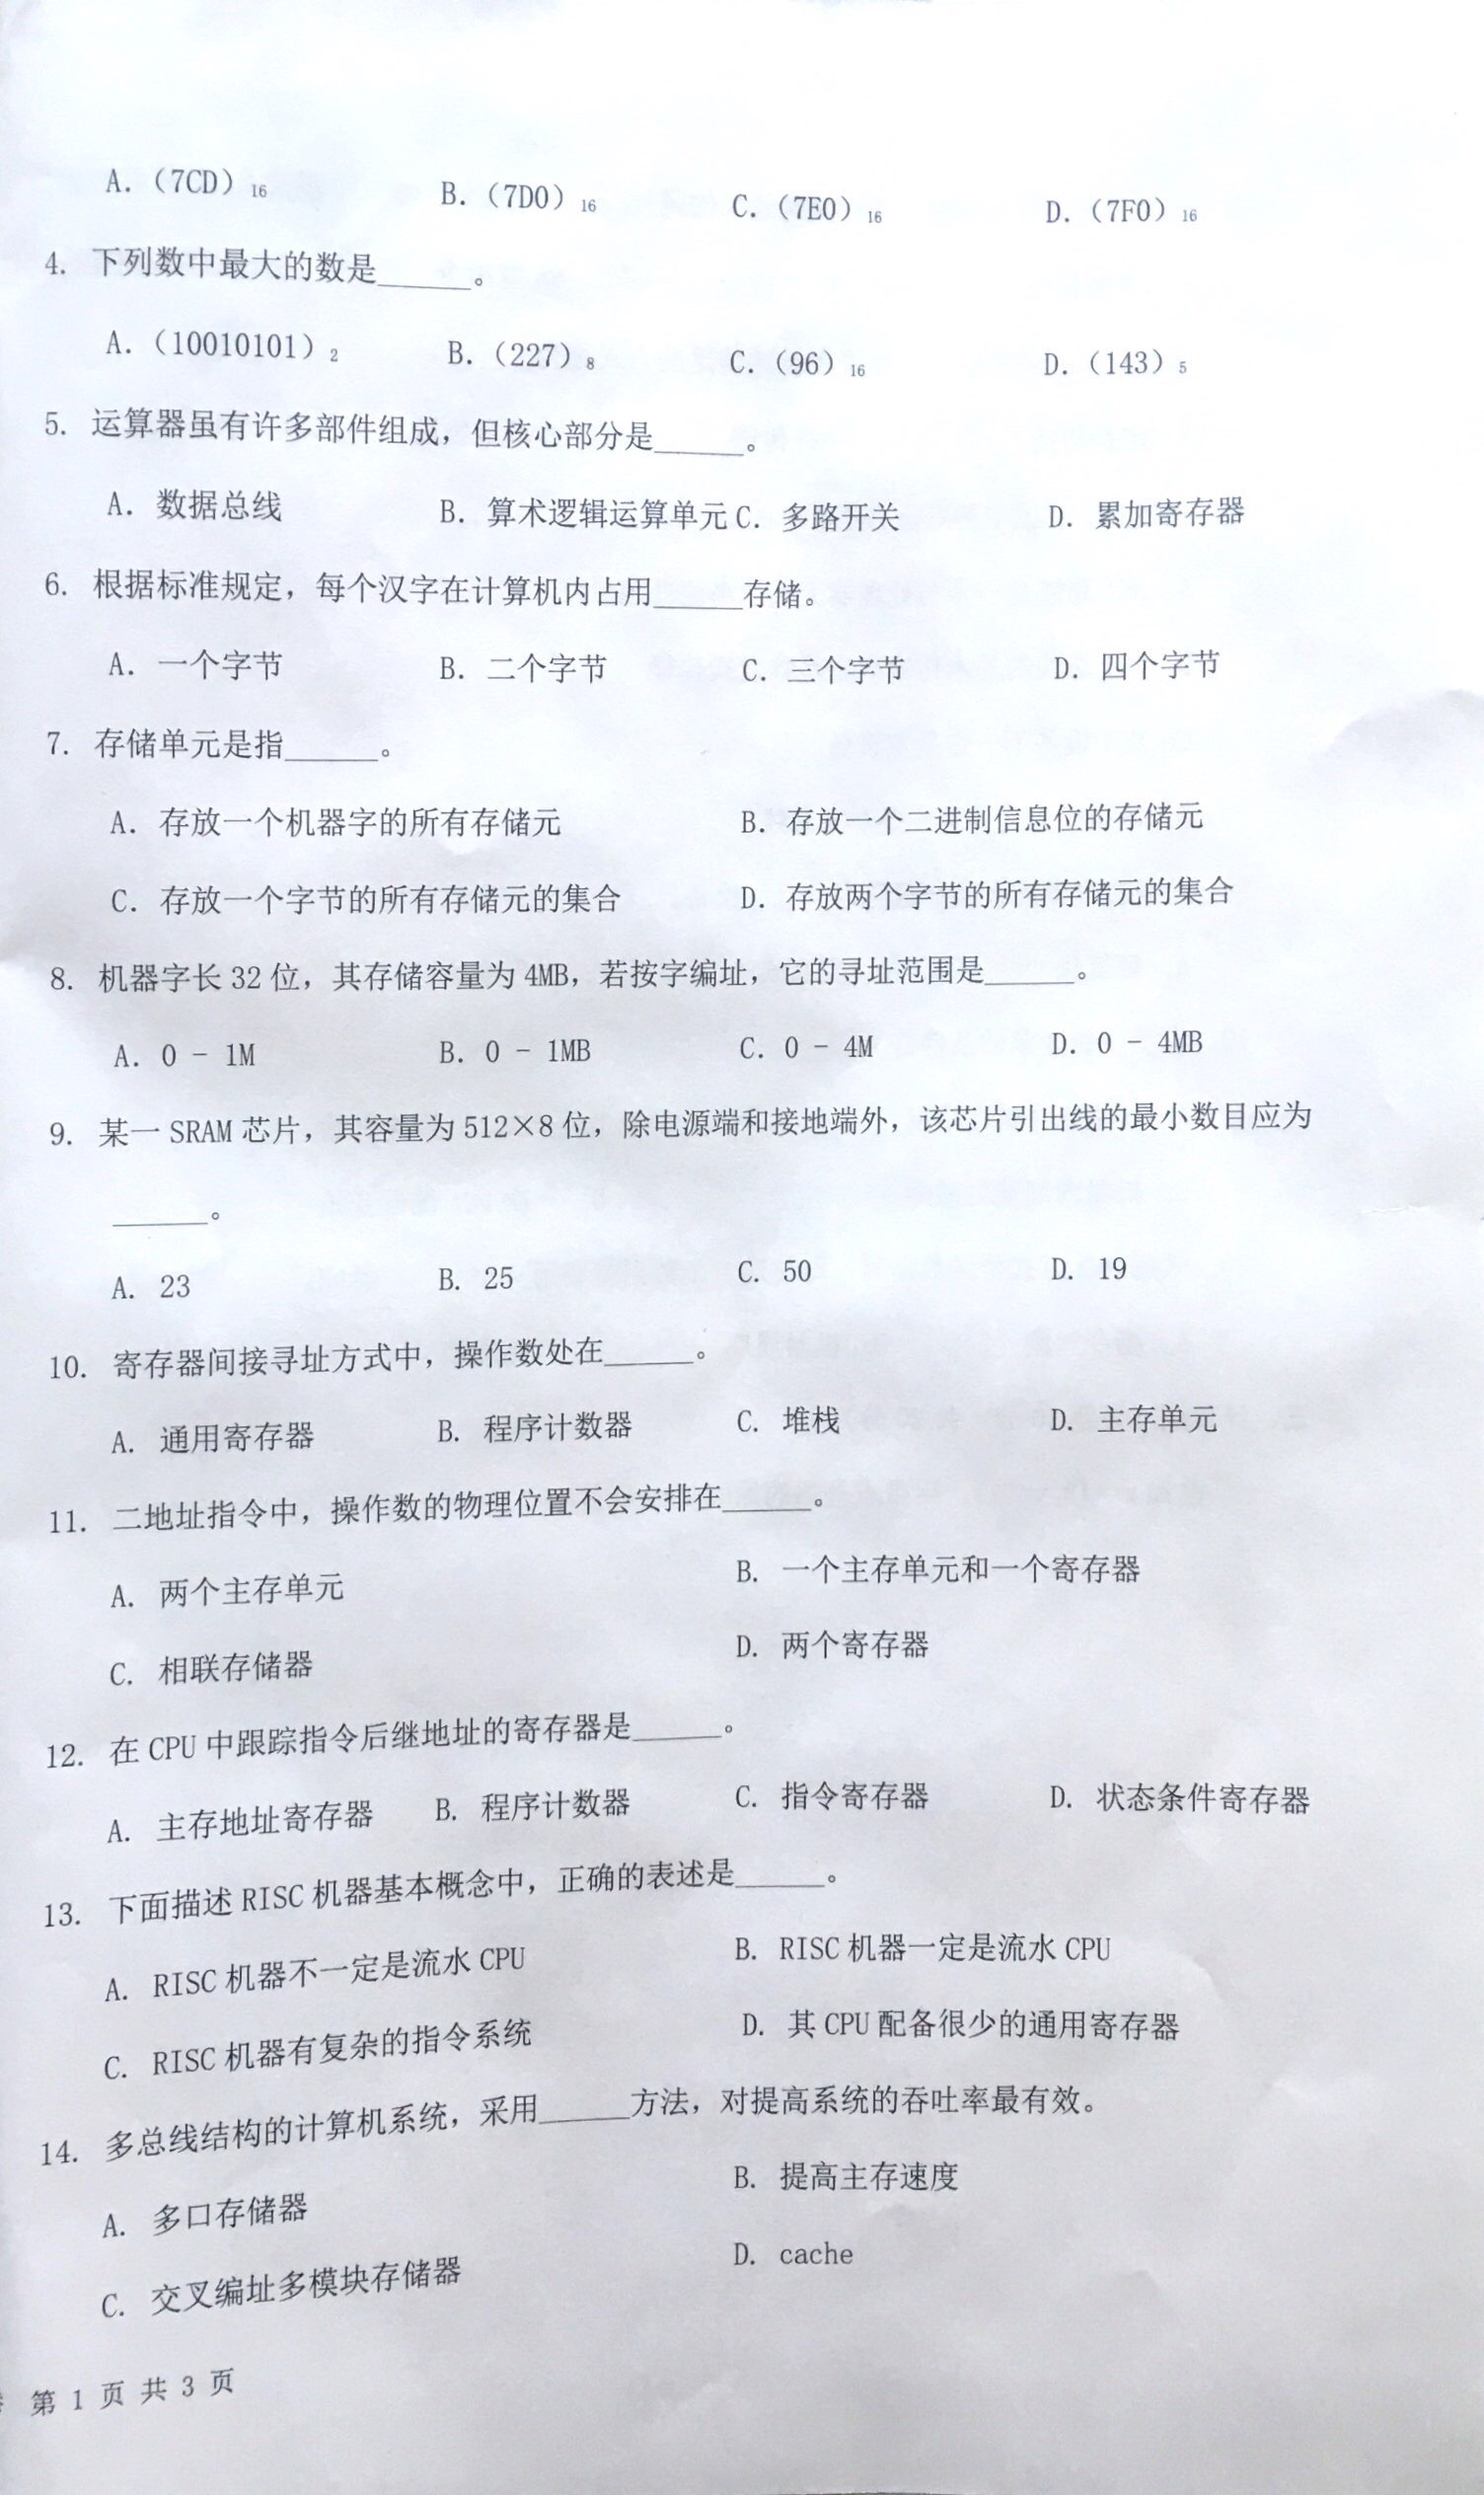 A.（7CD）16 B.（7D0）16 C.（7E0）16 D.（7F0）16
4. 下列数中最大的数是______。
A.（10010101）2 B.（227）8 C.（96）16 D.（143）5
5. 运算器虽有许多部件组成，但核心部分是______。
A. 数据总线 B. 算术逻辑运算单元 C. 多路开关 D. 累加寄存器
6. 根据标准规定，每个汉字在计算机内占用______存储。
A. 一个字节 B. 二个字节 C. 三个字节 D. 四个字节
7. 存储单元是指______。
A. 存放一个机器字的所有存储元 B. 存放一个二进制信息位的存储元
C. 存放一个字节的所有存储元的集合 D. 存放两个字节的所有存储元的集合
8. 机器字长 32 位，其存储容量为 4MB，若按字编址，它的寻址范围是______。
A. 0 - 1M B. 0 - 1MB C. 0 - 4M D. 0 - 4MB
9. 某一 SRAM 芯片，其容量为 512×8 位，除电源端和接地端外，该芯片引出线的最小数目应为
______。
A. 23 B. 25 C. 50 D. 19
10. 寄存器间接寻址方式中，操作数处在______。
A. 通用寄存器 B. 程序计数器 C. 堆栈 D. 主存单元
11. 二地址指令中，操作数的物理位置不会安排在______。
A. 两个主存单元 B. 一个主存单元和一个寄存器
C. 相联存储器 D. 两个寄存器
12. 在 CPU 中跟踪指令后继地址的寄存器是______。
A. 主存地址寄存器 B. 程序计数器 C. 指令寄存器 D. 状态条件寄存器
13. 下面描述 RISC 机器基本概念中，正确的表述是______。
A. RISC 机器不一定是流水 CPU B. RISC 机器一定是流水 CPU
C. RISC 机器有复杂的指令系统 D. 其 CPU 配备很少的通用寄存器
14. 多总线结构的计算机系统，采用______方法，对提高系统的吞吐率最有效。
A. 多口存储器 B. 提高主存速度
C. 交叉编址多模块存储器 D. cache
第 1 页 共 3 页